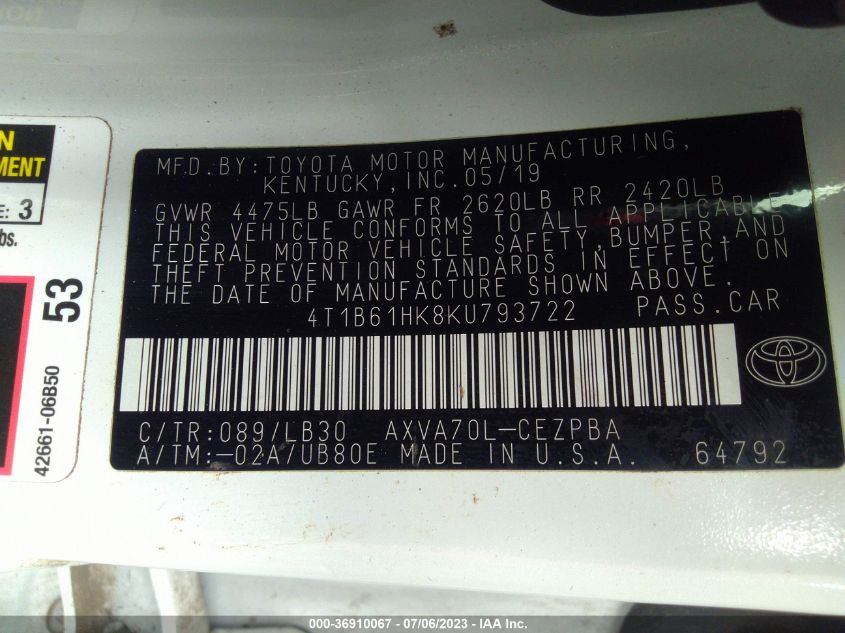 N
MENT
E: 3
bs.
53
42661-06B50
MFD.BY:TOYOTA MOTOR MANUFACTURING,
KENTUCKY,INC.05/19
GVWR 4475LB GAWR FR 2620LB RR 2420LB
THIS VEHICLE CONFORMS TO ALL APPLICABLE
FEDERAL MOTOR VEHICLE SAFETY,BUMPER,AND
THEFT PREVENTION STANDARDS IN EFFECT ON
THE DATE OF MANUFACTURE SHOWN ABOVE.
4T1B61HK8KU793722 PASS.CAR
C/TR:089/LB30 AXVA70L-CEZPBA
A/TM:-02A/UB80E MADE IN U.S.A. 64792
000-36910067 / 07/06/2023 - IAA Inc.